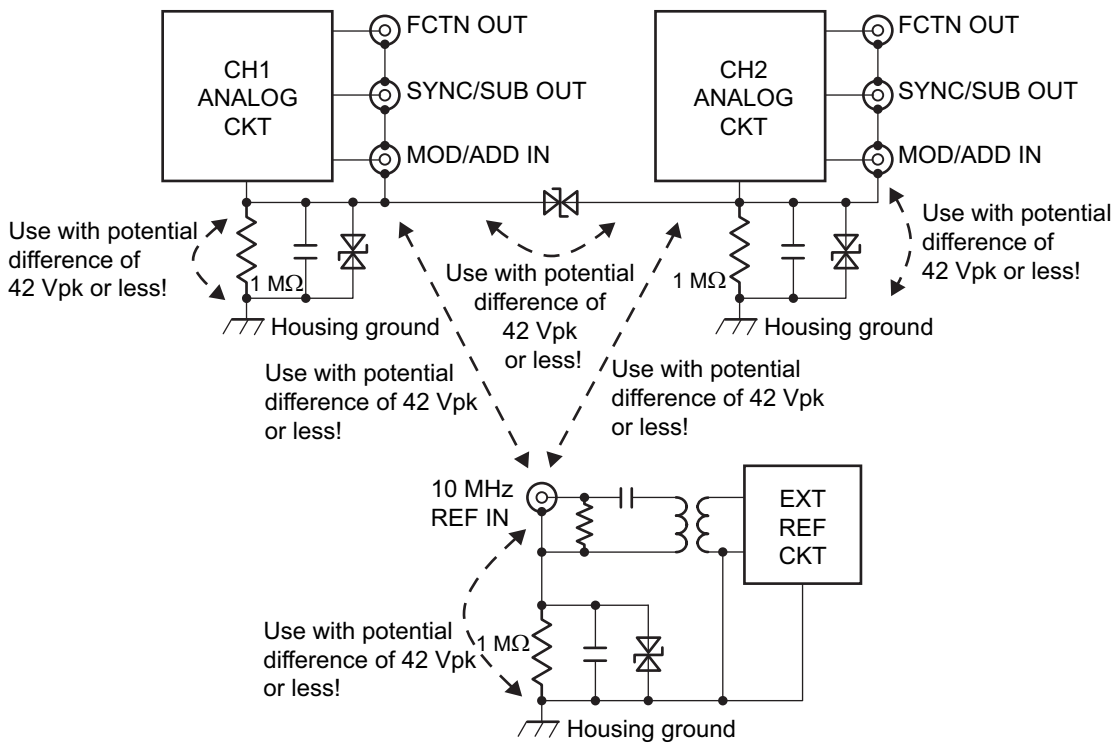 FCTN OUT
CH1
ANALOG
CKT
SYNC/SUB OUT
MOD/ADD IN
FCTN OUT
CH2
ANALOG
CKT
SYNC/SUB OUT
MOD/ADD IN
Use with potential
difference of
42 Vpk or less!
1 MΩ
Housing ground
Use with potential
difference of
42 Vpk
or less!
1 MΩ
Housing ground
Use with potential
difference of
42 Vpk or less!
Use with potential
difference of 42 Vpk
or less!
Use with potential
difference of 42 Vpk
or less!
10 MHz
REF IN
EXT
REF
CKT
Use with potential
difference of 42 Vpk
or less!
1 MΩ
Housing ground